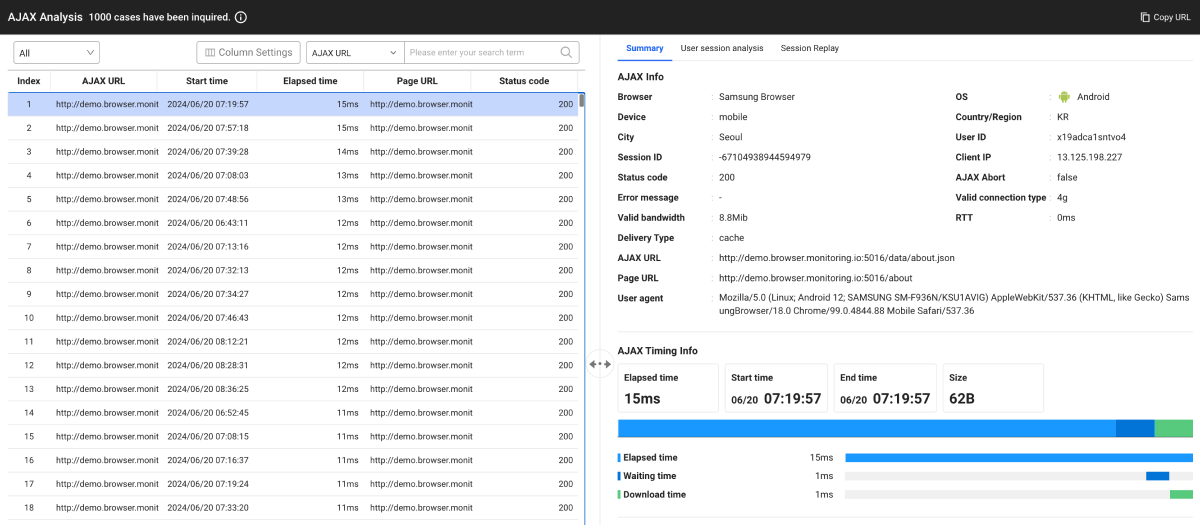 AJAX Analysis 1000 cases have been inquired.
Copy URL
All
Column Settings
AJAX URL
Please enter your search term
Index AJAX URL Start time Elapsed time Page URL Status code
1 http://demo.browser.monit 2024/06/20 07:19:57 15ms http://demo.browser.monit 200
2 http://demo.browser.monit 2024/06/20 07:57:18 15ms http://demo.browser.monit 200
3 http://demo.browser.monit 2024/06/20 07:39:28 14ms http://demo.browser.monit 200
4 http://demo.browser.monit 2024/06/20 07:08:03 13ms http://demo.browser.monit 200
5 http://demo.browser.monit 2024/06/20 07:48:56 13ms http://demo.browser.monit 200
6 http://demo.browser.monit 2024/06/20 06:43:11 12ms http://demo.browser.monit 200
7 http://demo.browser.monit 2024/06/20 07:13:16 12ms http://demo.browser.monit 200
8 http://demo.browser.monit 2024/06/20 07:32:13 12ms http://demo.browser.monit 200
9 http://demo.browser.monit 2024/06/20 07:34:27 12ms http://demo.browser.monit 200
10 http://demo.browser.monit 2024/06/20 07:46:43 12ms http://demo.browser.monit 200
11 http://demo.browser.monit 2024/06/20 08:12:21 12ms http://demo.browser.monit 200
12 http://demo.browser.monit 2024/06/20 08:28:31 12ms http://demo.browser.monit 200
13 http://demo.browser.monit 2024/06/20 08:36:25 12ms http://demo.browser.monit 200
14 http://demo.browser.monit 2024/06/20 06:52:45 11ms http://demo.browser.monit 200
15 http://demo.browser.monit 2024/06/20 07:08:15 11ms http://demo.browser.monit 200
16 http://demo.browser.monit 2024/06/20 07:16:37 11ms http://demo.browser.monit 200
17 http://demo.browser.monit 2024/06/20 07:19:24 11ms http://demo.browser.monit 200
18 http://demo.browser.monit 2024/06/20 07:33:20 11ms http://demo.browser.monit 200
Summary User session analysis Session Replay
AJAX Info
Browser : Samsung Browser OS : Android
Device : mobile Country/Region : KR
City : Seoul User ID : x19adca1sntvo4
Session ID : -67104938944594979 Client IP : 13.125.198.227
Status code : 200 AJAX Abort : false
Error message : - Valid connection type : 4g
Valid bandwidth : 8.8Mib RTT : 0ms
Delivery Type : cache
AJAX URL : http://demo.browser.monitoring.io:5016/data/about.json
Page URL : http://demo.browser.monitoring.io:5016/about
User agent : Mozilla/5.0 (Linux; Android 12; SAMSUNG SM-F936N/KSU1AVIG) AppleWebKit/537.36 (KHTML, like Gecko) Sams
ungBrowser/18.0 Chrome/99.0.4844.88 Mobile Safari/537.36
AJAX Timing Info
Elapsed time Start time End time Size
15ms 06/20 07:19:57 06/20 07:19:57 62B
Elapsed time 15ms
Waiting time 1ms
Download time 1ms